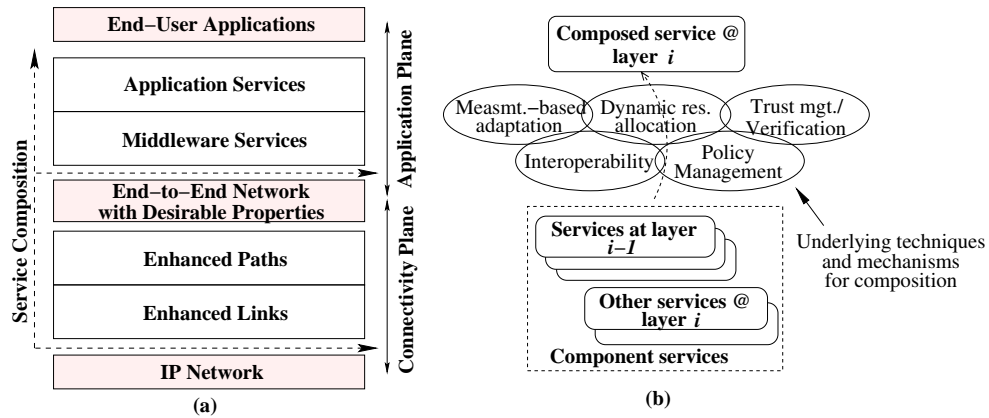 End–User Applications
Application Services
Middleware Services
End–to–End Network
with Desirable Properties
Enhanced Paths
Enhanced Links
IP Network
Service Composition
Application Plane
Connectivity Plane
(a)
Composed service @
layer i
Measmt.–based
adaptation
Dynamic res.
allocation
Trust mgt./
Verification
Interoperability
Policy
Management
Services at layer
i–1
Other services @
layer i
Component services
Underlying techniques
and mechanisms
for composition
(b)